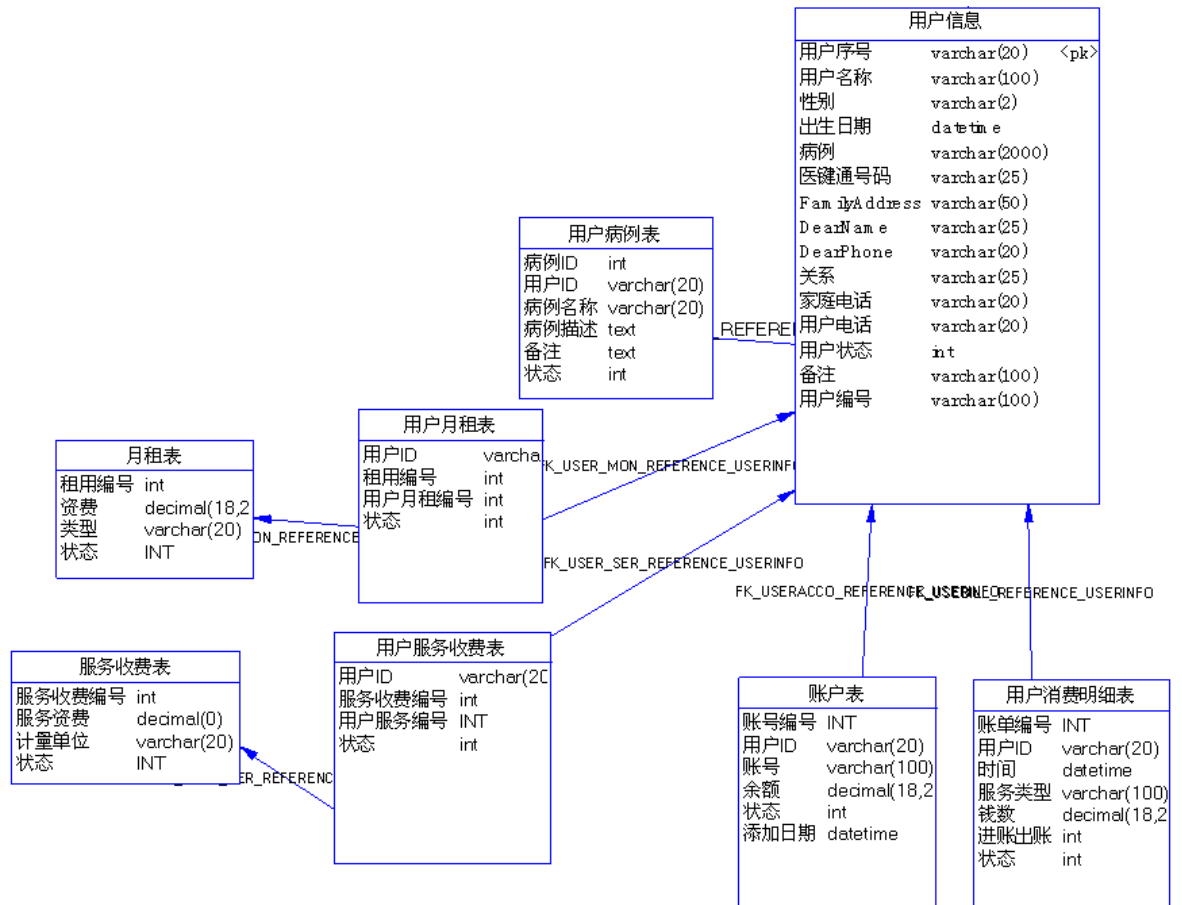 用户信息
用户序号 varchar(20) <pk>
用户名称 varchar(100)
性别 varchar(2)
出生日期 datetime
病例 varchar(2000)
医键通号码 varchar(25)
FamilyAddress varchar(50)
DearName varchar(25)
DearPhone varchar(20)
关系 varchar(25)
家庭电话 varchar(20)
用户电话 varchar(20)
用户状态 int
备注 varchar(100)
用户编号 varchar(100)
用户病例表
病例ID int
用户ID varchar(20)
病例名称 varchar(20)
病例描述 text
备注 text
状态 int
REFERE
用户月租表
用户ID varcha
租用编号 int
用户月租编号 int
状态 int
FK_USER_MON_REFERENCE_USERINF
月租表
租用编号 int
资费 decimal(18,2
类型 varchar(20)
状态 INT
ON_REFERENCE
FK_USER_SER_REFERENCE_USERINFO
FK_USERACCO_REFERENCE_USERINFO
REFERENCE_USERINFO
用户服务收费表
用户ID varchar(20
服务收费编号 int
用户服务编号 INT
状态 int
服务收费表
服务收费编号 int
服务资费 decimal(0)
计量单位 varchar(20)
状态 INT
ER_REFERENC
账户表
账号编号 INT
用户ID varchar(20)
账号 varchar(100)
余额 decimal(18,2
状态 int
添加日期 datetime
用户消费明细表
账单编号 INT
用户ID varchar(20)
时间 datetime
服务类型 varchar(100)
钱数 decimal(18,2
进账出账 int
状态 int